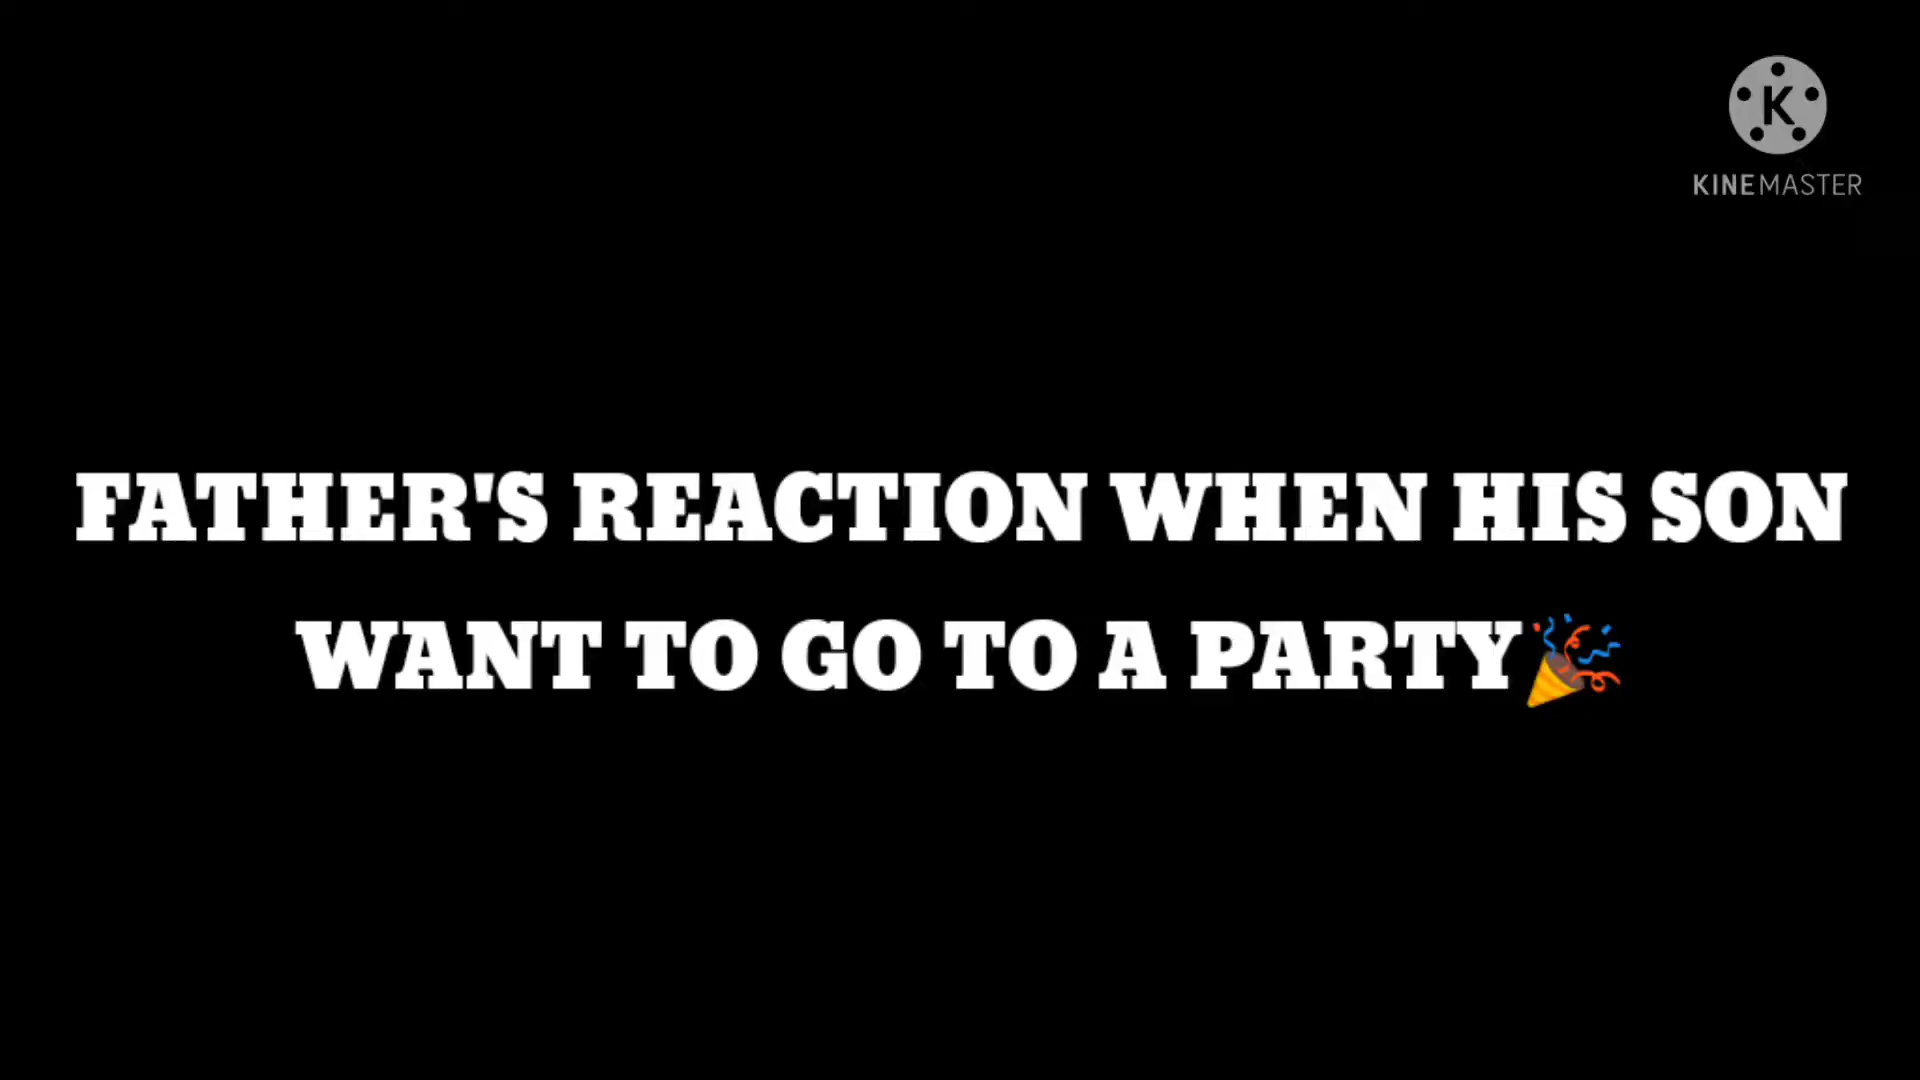 K
KINEMASTER
FATHER'S REACTION WHEN HIS SON
WANT TO GO TO A PARTY🎉